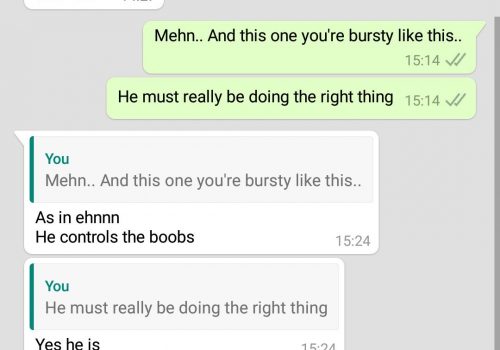 Mehn.. And this one you're bursty like this..
15:14
He must really be doing the right thing 15:14
You
Mehn.. And this one you're bursty like this..
As in ehnnn
He controls the boobs
15:24
You
He must really be doing the right thing
Yes he is
15:24